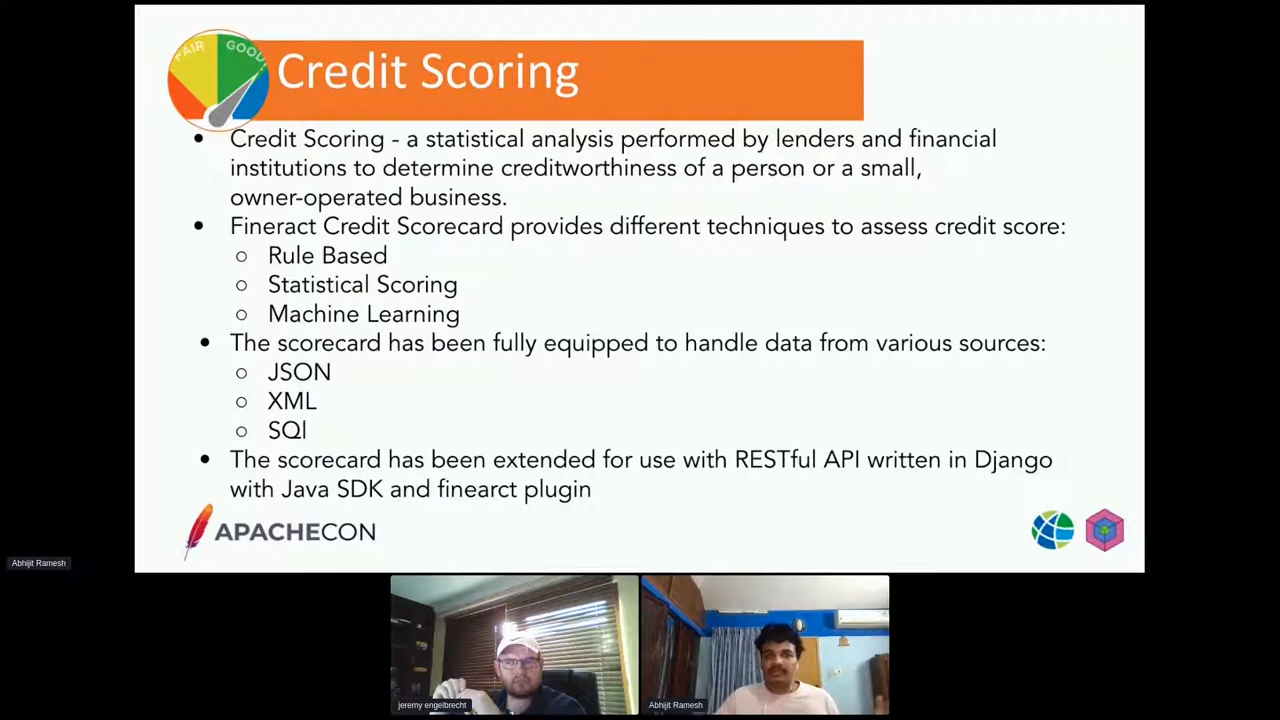 FAIR GOOD
Credit Scoring
• Credit Scoring - a statistical analysis performed by lenders and financial
institutions to determine creditworthiness of a person or a small,
owner-operated business.
• Fineract Credit Scorecard provides different techniques to assess credit score:
○ Rule Based
○ Statistical Scoring
○ Machine Learning
• The scorecard has been fully equipped to handle data from various sources:
○ JSON
○ XML
○ SQl
• The scorecard has been extended for use with RESTful API written in Django
with Java SDK and finearct plugin
APACHECON
Abhijit Ramesh
jeremy engelbrecht
Abhijit Ramesh